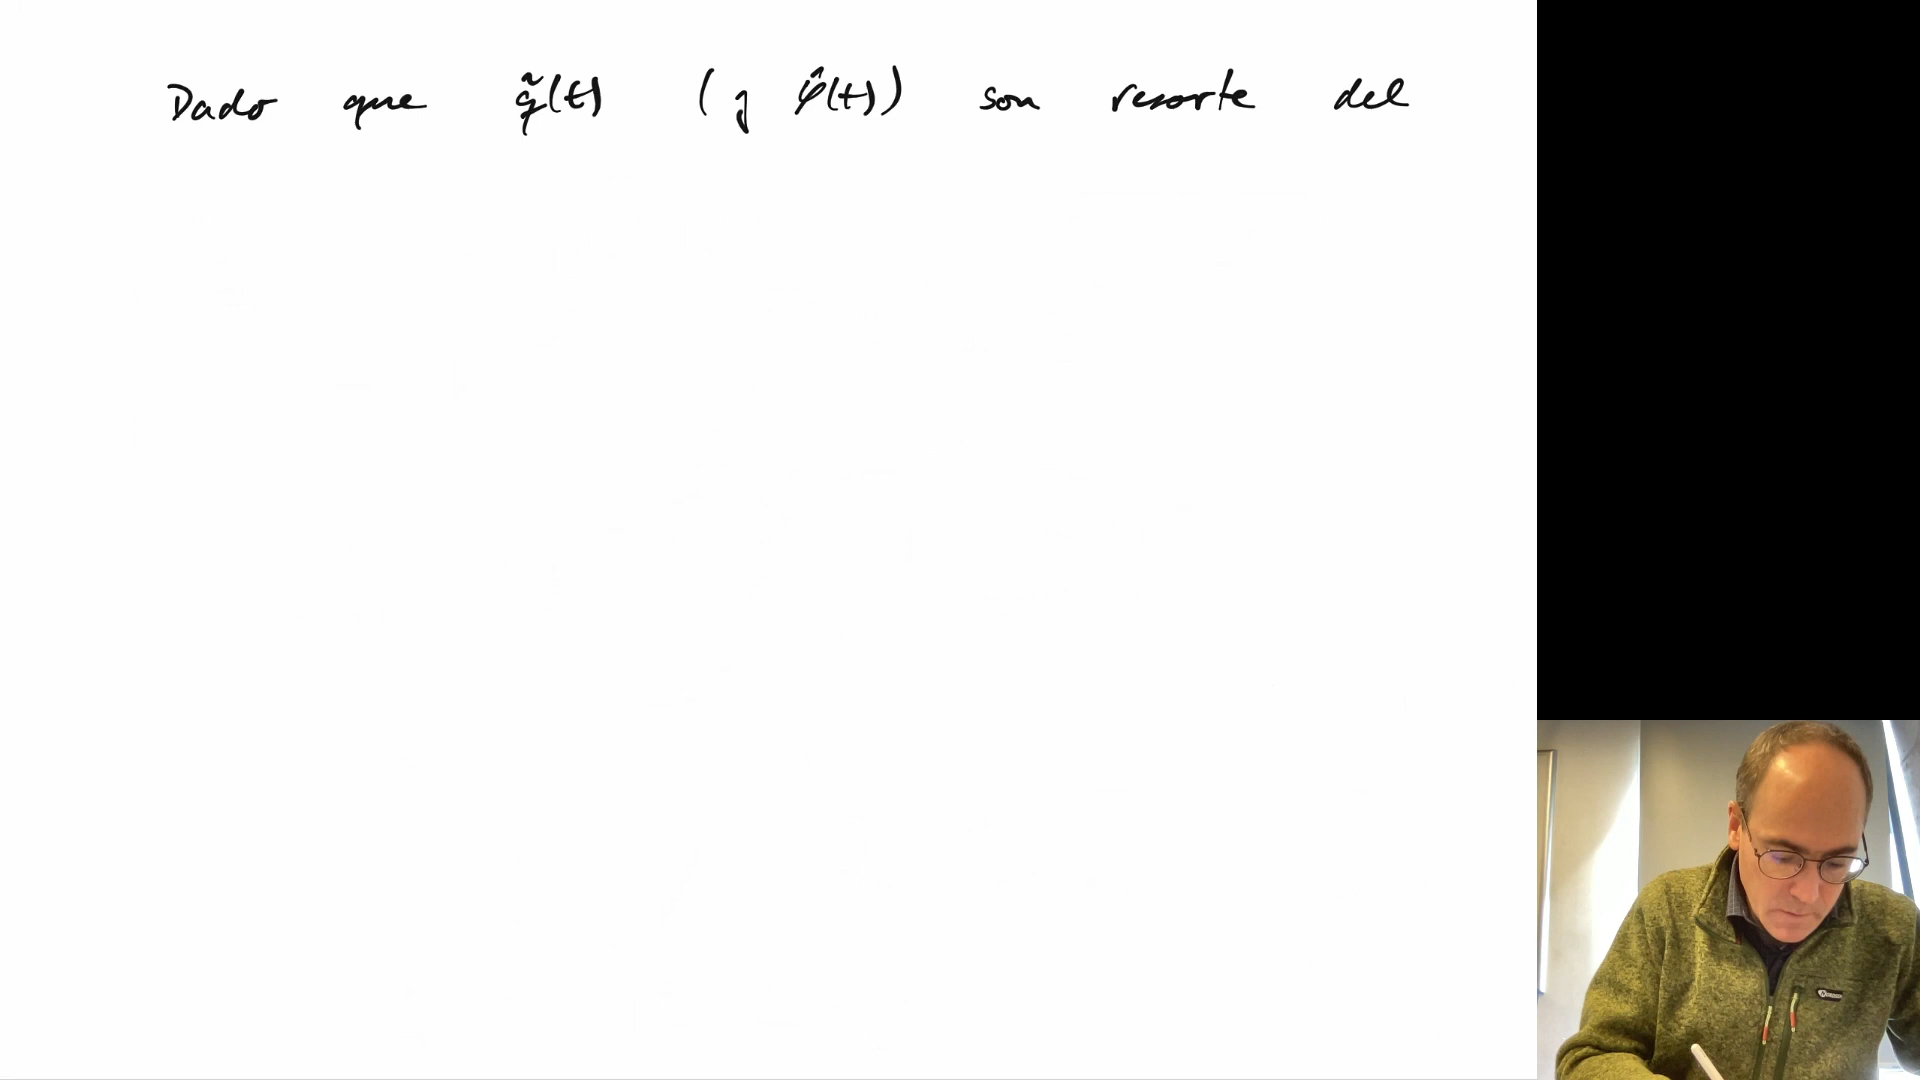 Dado que q̃(t) (y φ̂(t)) son resorte del